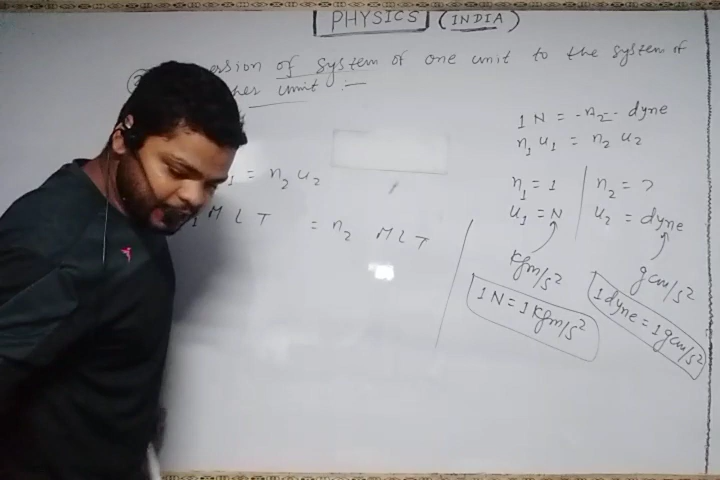 PHYSICS (INDIA)
ersion of system of one unit to the system of
her unit :-
1 N = -n2- dyne
n1 u1 = n2 u2
1 = n2 u2
M L T = n2 M L T
n1 = 1
u1 = N
kgm/s²
1 N = 1 kgm/s²
n2 = ?
u2 = dyne
gcm/s²
1 dyne = 1 gcm/s²